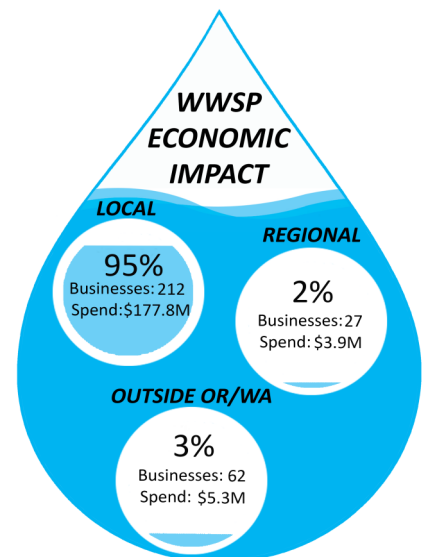 WWSP
ECONOMIC
IMPACT
LOCAL
95%
Businesses: 212
Spend:$177.8M
REGIONAL
2%
Businesses:27
Spend: $3.9M
OUTSIDE OR/WA
3%
Businesses: 62
Spend: $5.3M